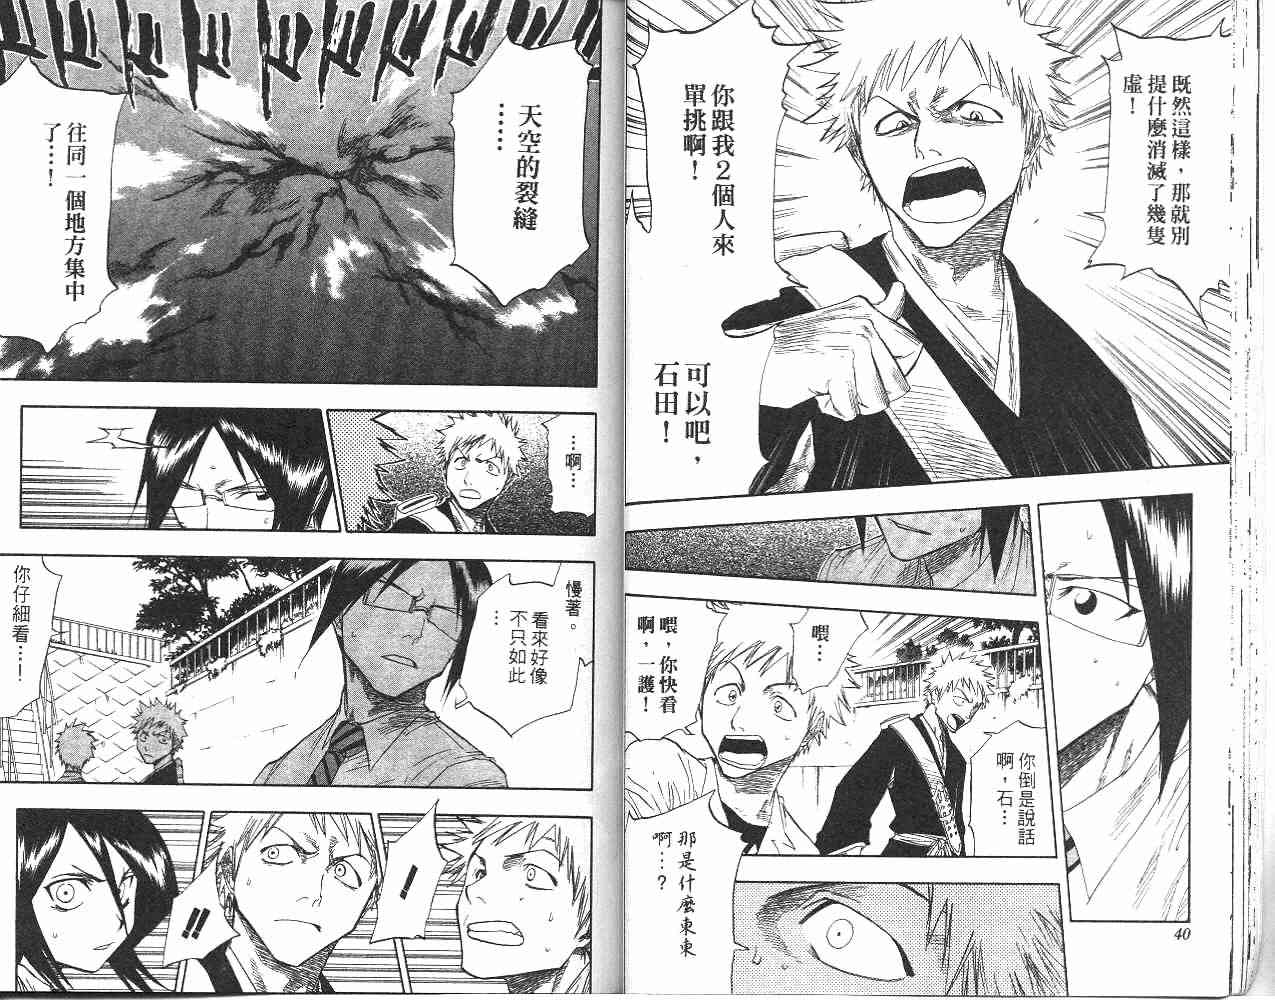 既然這樣，那就別
提什麼消滅了幾隻
虛！
你跟我2個人來
單挑啊！
可以吧，
石田！
你倒是說話
啊，石…
喂…
喂，你快看
啊，一護！
那是什麼東東
啊…？
40
天空的裂縫
……
往同一個地方集中
了…！
…啊…
慢著。
看來好像
不只如此
…
你仔細看…！
!
!!